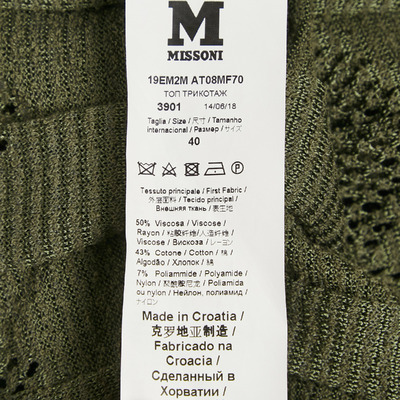 M
MISSONI
19EM2M AT08MF70
ТОП ТРИКОТАЖ
3901 14/06/18
Taglia / Size / 尺寸 / Tamanho
internacional / Размер / サイズ
40
Tessuto principale / First Fabric /
外遮面料 / Tecido principal /
Внешняя ткань / 表生地
50% Viscosa / Viscose /
Rayon / 粘胶纤维/人造纤维 /
Viscose / Вискоза / レーヨン
43% Cotone / Cotton / 棉 /
Algodão / Хлопок / 綿
7% Poliammide / Polyamide /
Nylon / 聚酰胺尼龙 / Poliamida
ou nylon / Нейлон, полиамид /
ナイロン
Made in Croatia /
克罗地亚制造 /
Fabricado na
Croacia /
Сделанный в
Хорватии /